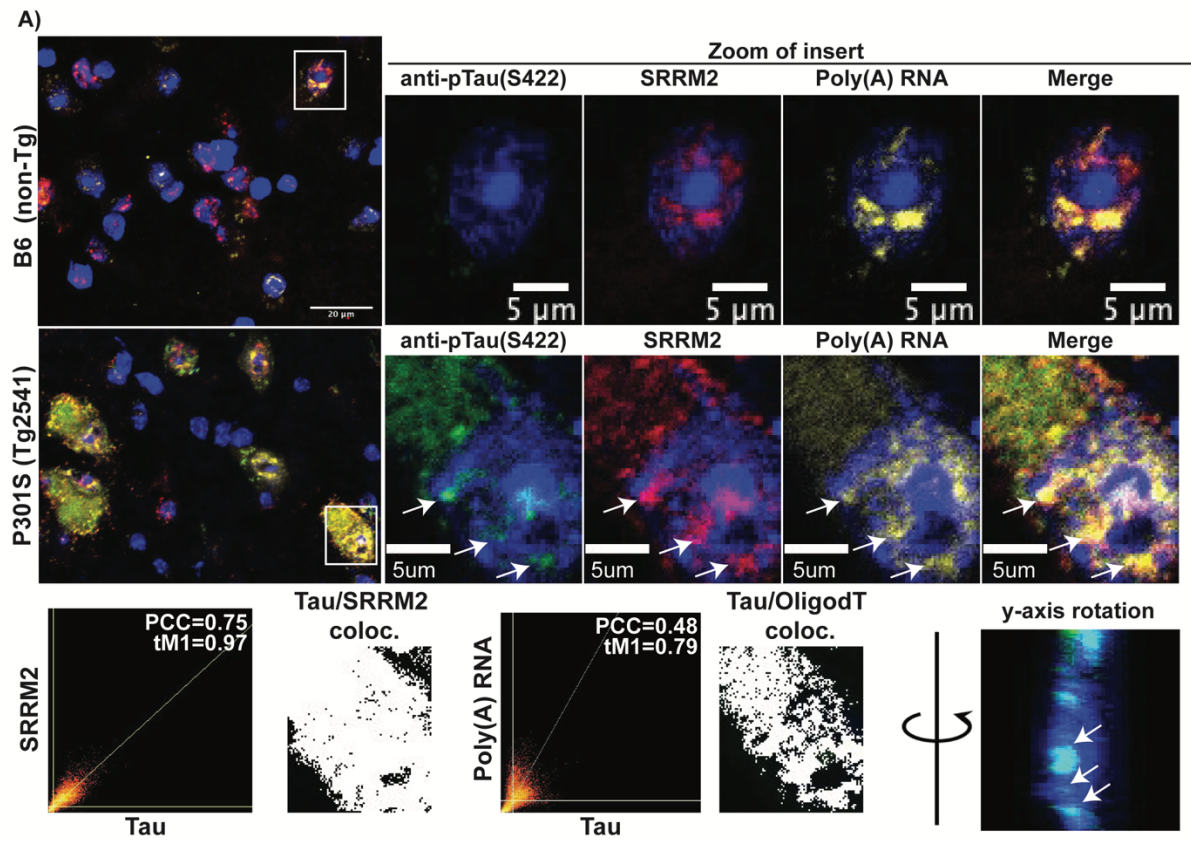 A)
Zoom of insert
anti-pTau(S422) SRRM2 Poly(A) RNA Merge
B6 (non-Tg)
20 µm
5 µm 5 µm 5 µm 5 µm
anti-pTau(S422) SRRM2 Poly(A) RNA Merge
P301S (Tg2541)
5um 5um 5um 5um
Tau/SRRM2
coloc.
Tau/OligodT
coloc.
y-axis rotation
PCC=0.75
tM1=0.97
SRRM2
Tau
PCC=0.48
tM1=0.79
Poly(A) RNA
Tau